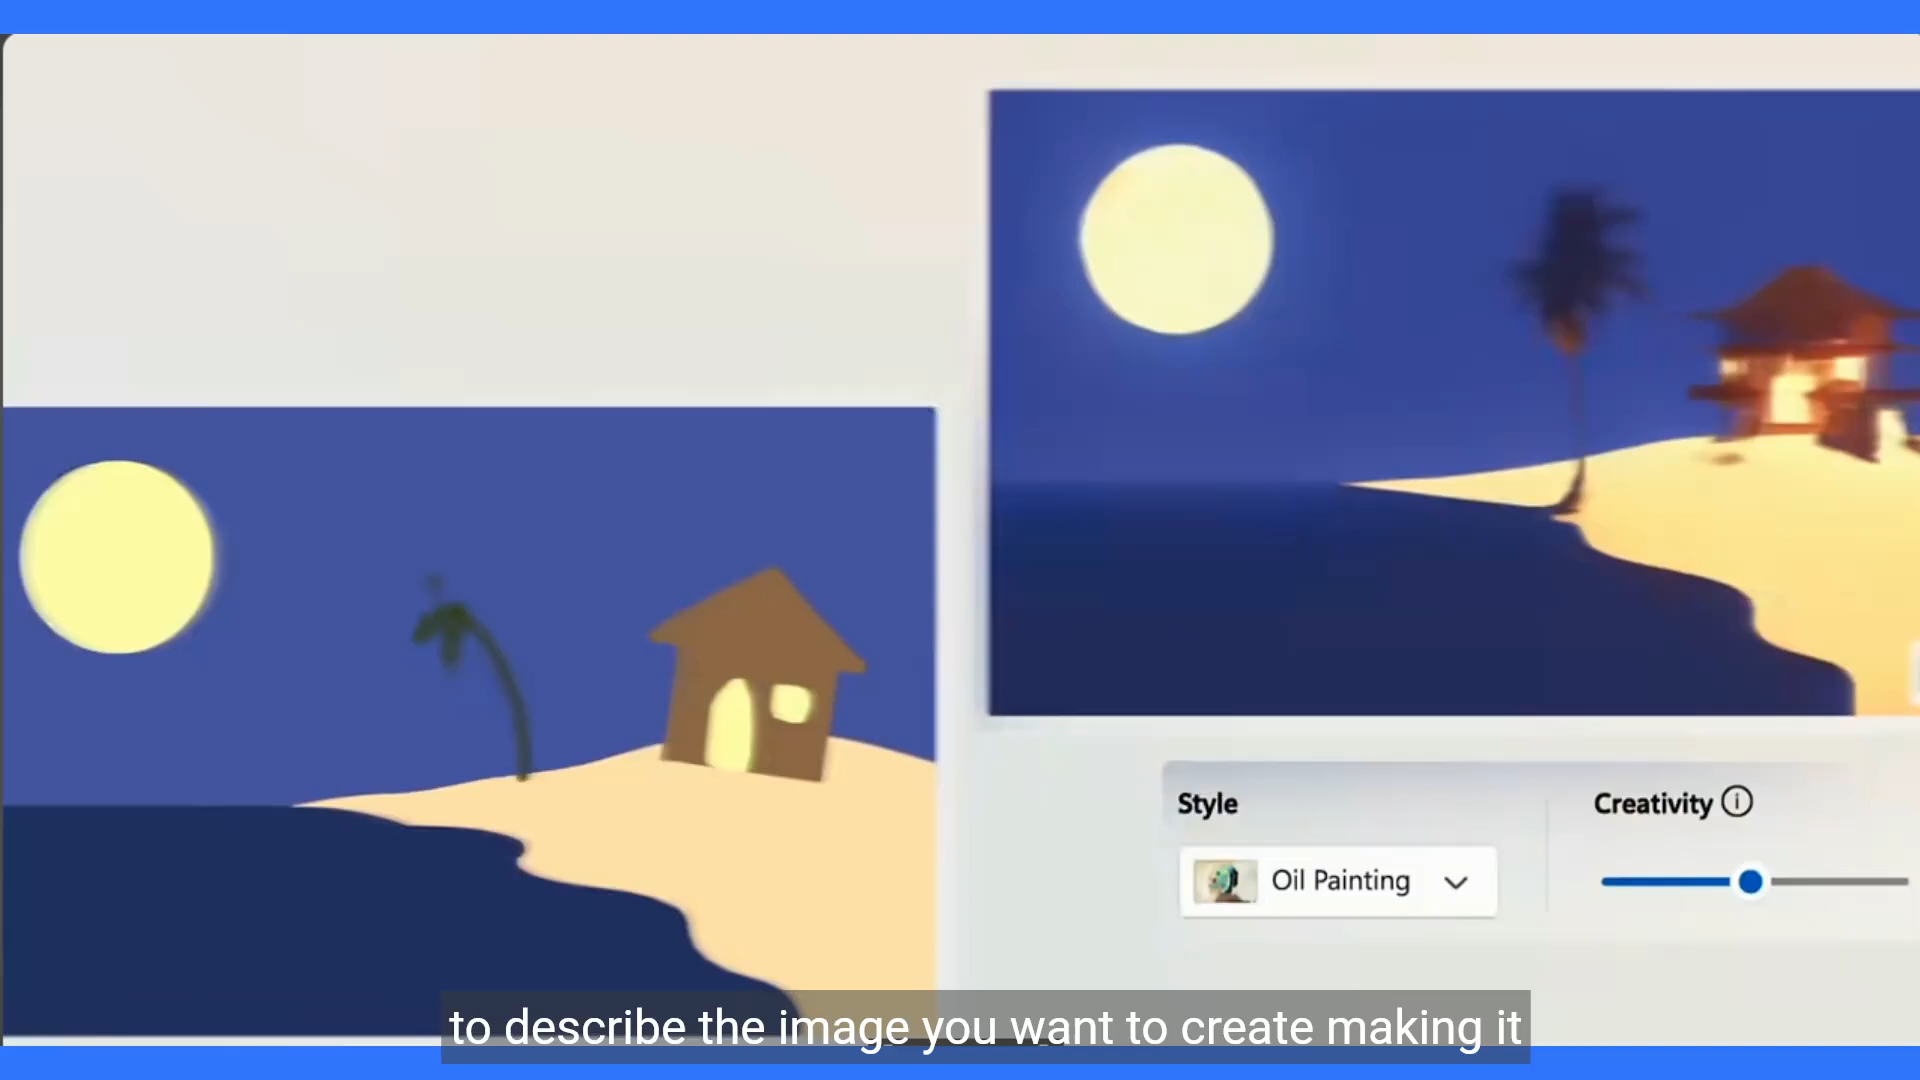 Style
Creativity
Oil Painting
to describe the image you want to create making it